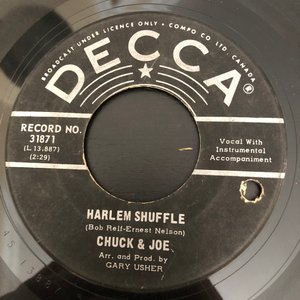 BROADCAST UNDER LICENCE ONLY • COMPO CO LTD., CANADA
DECCA
RECORD NO.
31871
(L 13,887)
(2:29)
Vocal With
Instrumental
Accompaniment
HARLEM SHUFFLE
(Bob Relf-Ernest Nelson)
CHUCK & JOE
Arr. and Prod. by
GARY USHER